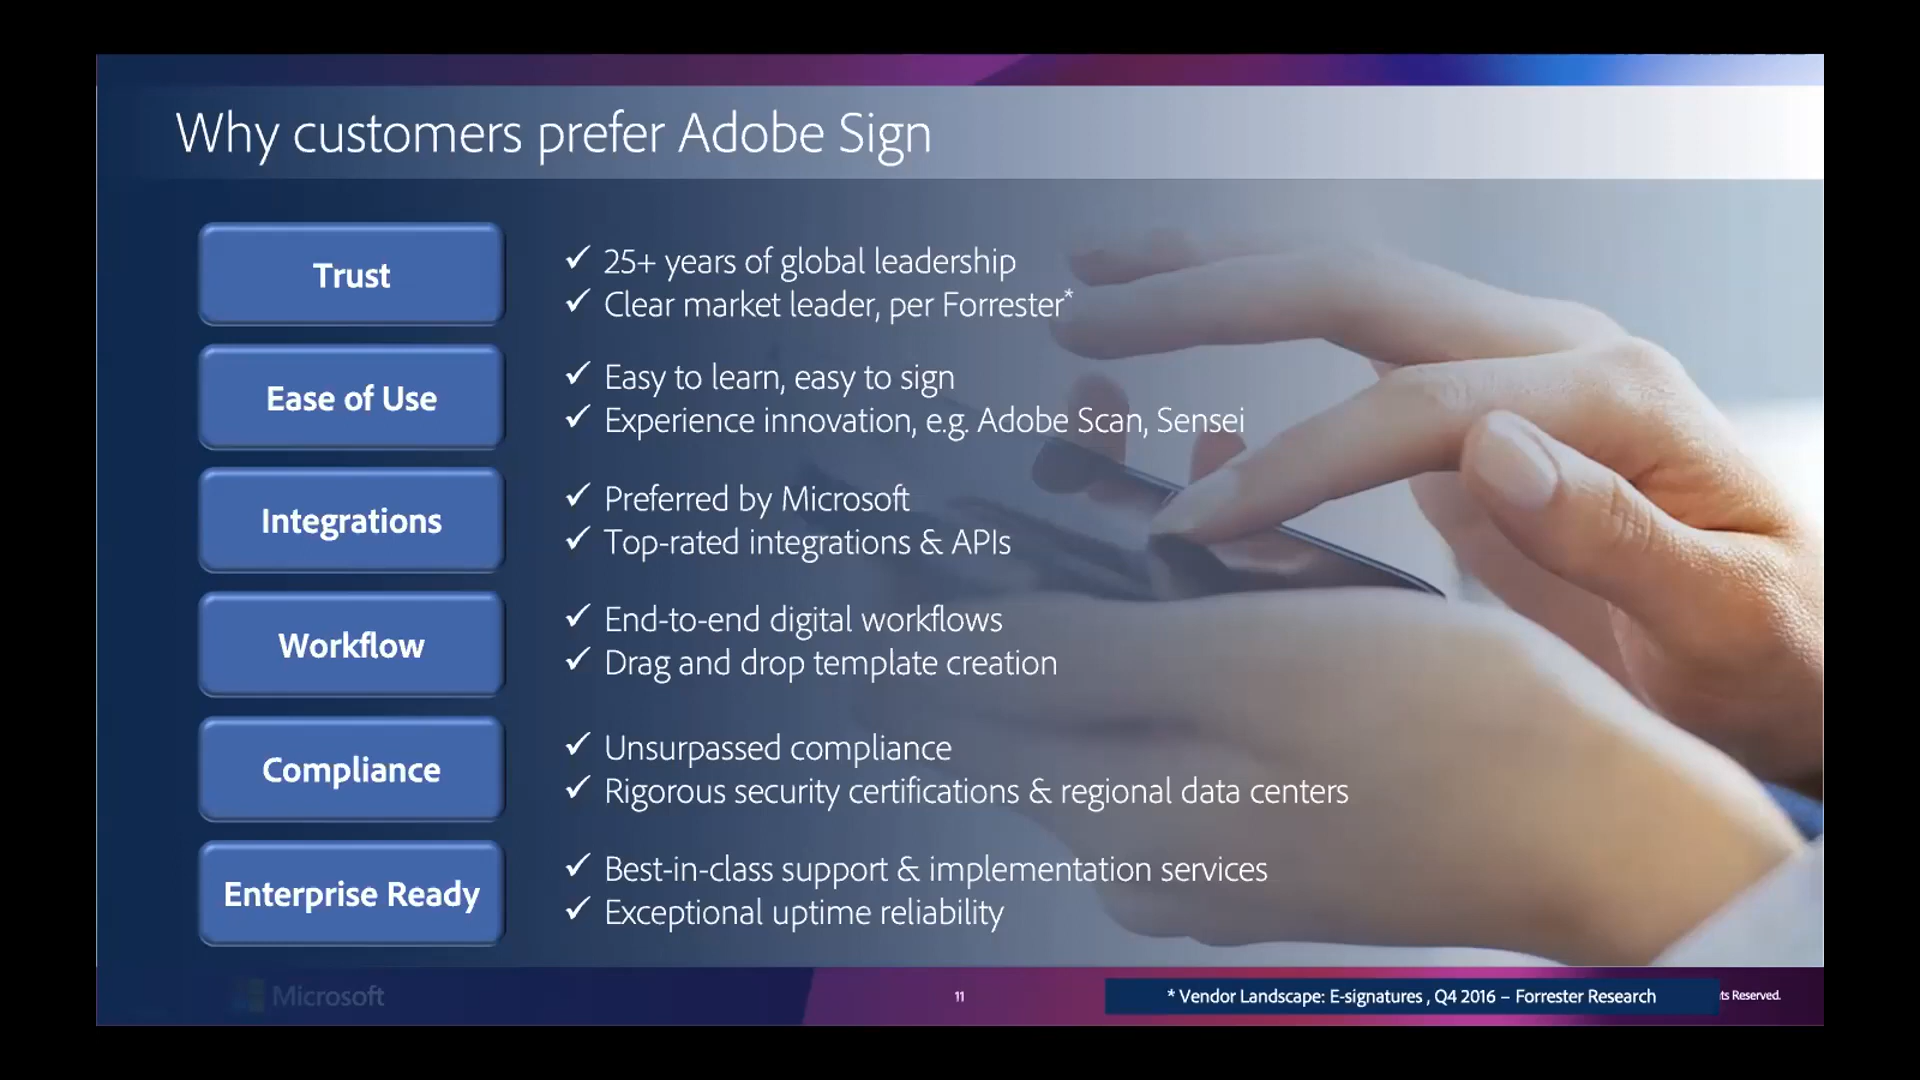 Why customers prefer Adobe Sign
Trust
✓ 25+ years of global leadership
✓ Clear market leader, per Forrester*
Ease of Use
✓ Easy to learn, easy to sign
✓ Experience innovation, e.g. Adobe Scan, Sensei
Integrations
✓ Preferred by Microsoft
✓ Top-rated integrations & APIs
Workflow
✓ End-to-end digital workflows
✓ Drag and drop template creation
Compliance
✓ Unsurpassed compliance
✓ Rigorous security certifications & regional data centers
Enterprise Ready
✓ Best-in-class support & implementation services
✓ Exceptional uptime reliability
Microsoft
11
* Vendor Landscape: E-signatures , Q4 2016 – Forrester Research
ts Reserved.